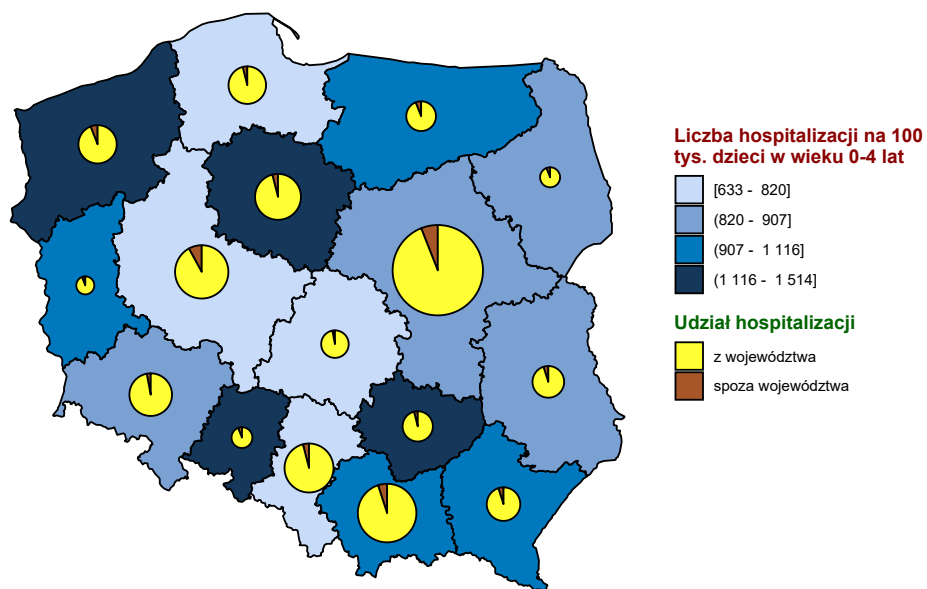 Liczba hospitalizacji na 100
tys. dzieci w wieku 0-4 lat
[633 - 820]
(820 - 907]
(907 - 1 116]
(1 116 - 1 514]
Udział hospitalizacji
z województwa
spoza województwa